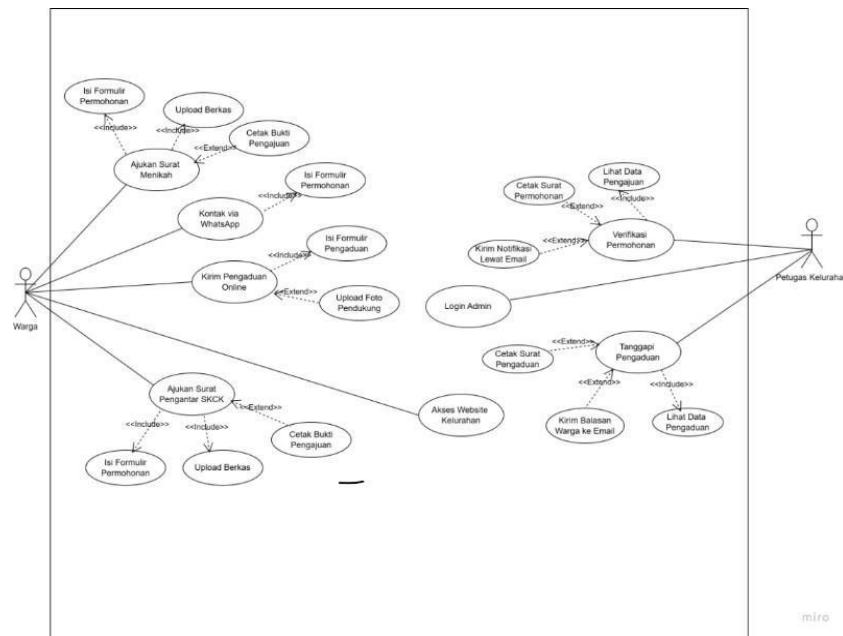 Isi Formulir
Permohonan
Upload Berkas
<<Include>>
<<Include>>
Cetak Bukti
Pengajuan
<<Extend>>
Ajukan Surat
Menikah
Isi Formulir
Permohonan
<<Include>>
Kontak via
WhatsApp
Isi Formulir
Pengaduan
<<Include>>
Kirim Pengaduan
Online
<<Extend>>
Upload Foto
Pendukung
Warga
Ajukan Surat
Pengantar SKCK
<<Extend>>
Cetak Bukti
Pengajuan
<<Include>>
<<Include>>
Isi Formulir
Permohonan
Upload Berkas
Akses Website
Kelurahan
Login Admin
Cetak Surat
Permohonan
Lihat Data
Pengajuan
<<Extend>>
<<Include>>
Kirim Notifikasi
Lewat Email
<<Extend>>
Verifikasi
Permohonan
Petugas Keluraha
Cetak Surat
Pengaduan
<<Extend>>
Tanggapi
Pengaduan
<<Extend>>
<<Include>>
Kirim Balasan
Warga ke Email
Lihat Data
Pengaduan
miro